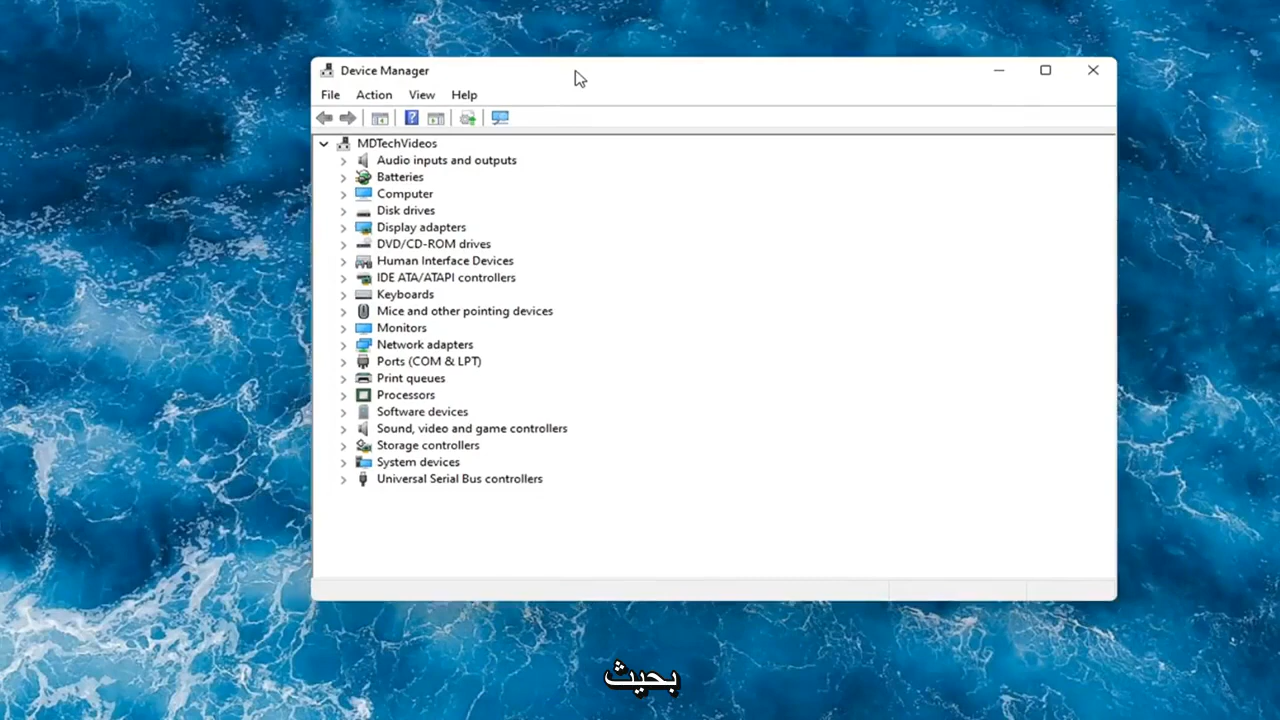 Device Manager
File Action View Help
MDTechVideos
Audio inputs and outputs
Batteries
Computer
Disk drives
Display adapters
DVD/CD-ROM drives
Human Interface Devices
IDE ATA/ATAPI controllers
Keyboards
Mice and other pointing devices
Monitors
Network adapters
Ports (COM & LPT)
Print queues
Processors
Software devices
Sound, video and game controllers
Storage controllers
System devices
Universal Serial Bus controllers
بحيث